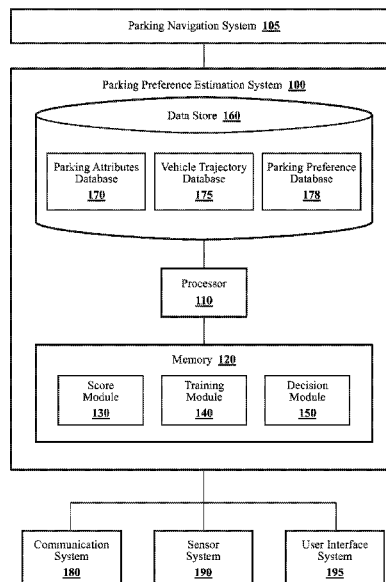 Parking Navigation System 105
Parking Preference Estimation System 100
Data Store 160
Parking Attributes
Database
170
Vehicle Trajectory
Database
175
Parking Preference
Database
178
Processor
110
Memory 120
Score
Module
130
Training
Module
140
Decision
Module
150
Communication
System
180
Sensor
System
190
User Interface
System
195